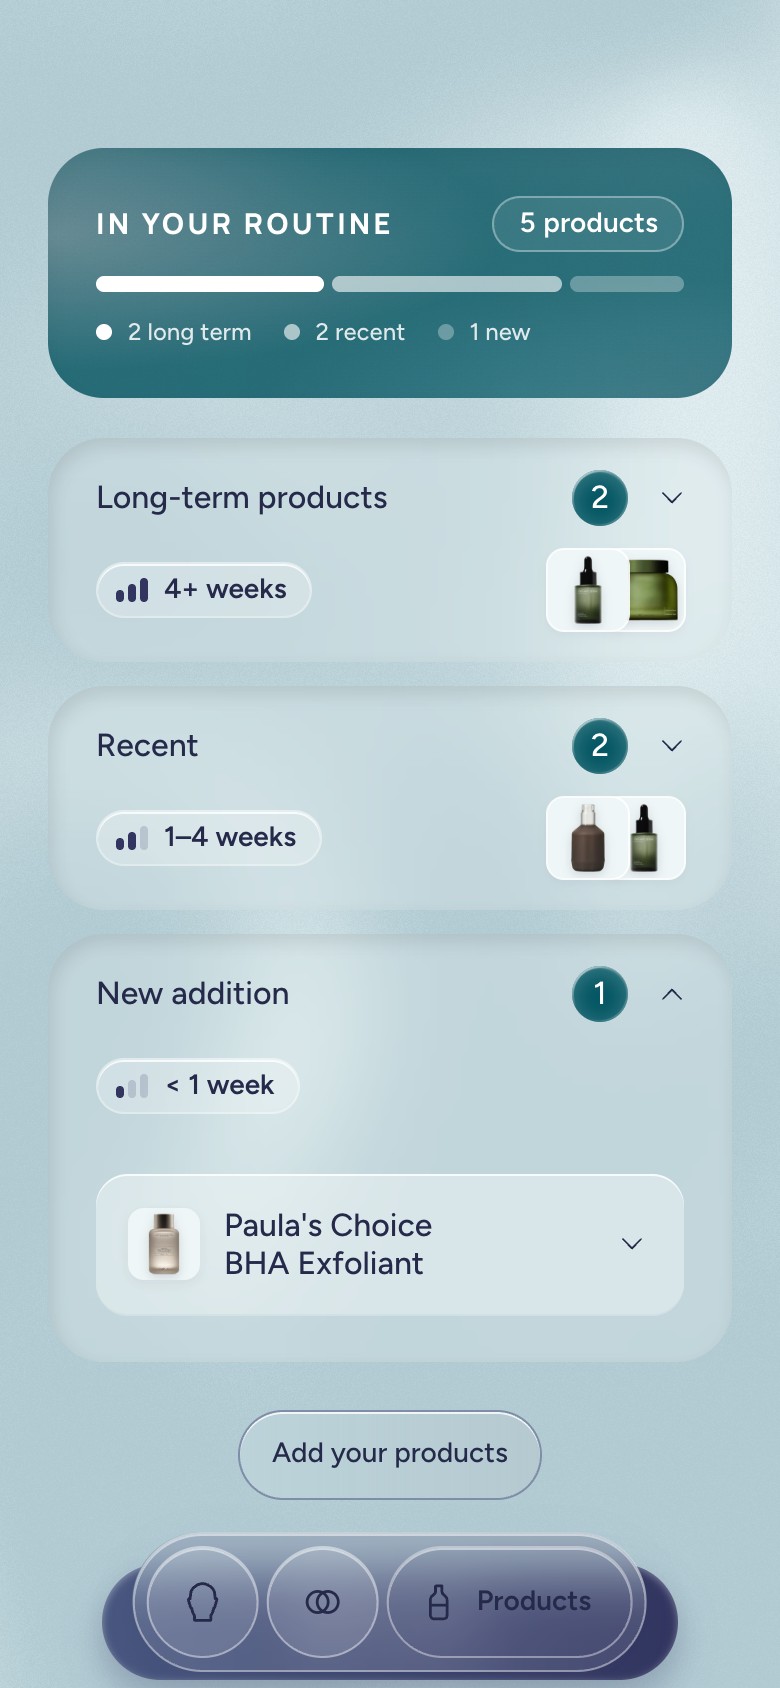 IN YOUR ROUTINE
5 products
2 long term
2 recent
1 new
Long-term products
2
4+ weeks
Recent
2
1–4 weeks
New addition
1
< 1 week
Paula's Choice
BHA Exfoliant
Add your products
Products